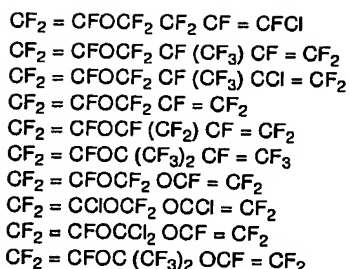 CF₂ = CFOCF₂ CF₂ CF = CFCl
CF₂ = CFOCF₂ CF (CF₃) CF = CF₂
CF₂ = CFOCF₂ CF (CF₃) CCl = CF₂
CF₂ = CFOCF₂ CF = CF₂
CF₂ = CFOCF (CF₂) CF = CF₂
CF₂ = CFOC (CF₃)₂ CF = CF₃
CF₂ = CFOCF₂ OCF = CF₂
CF₂ = CClOCF₂ OCCl = CF₂
CF₂ = CFOCCl₂ OCF = CF₂
CF₂ = CFOC (CF₃)₂ OCF = CF₂